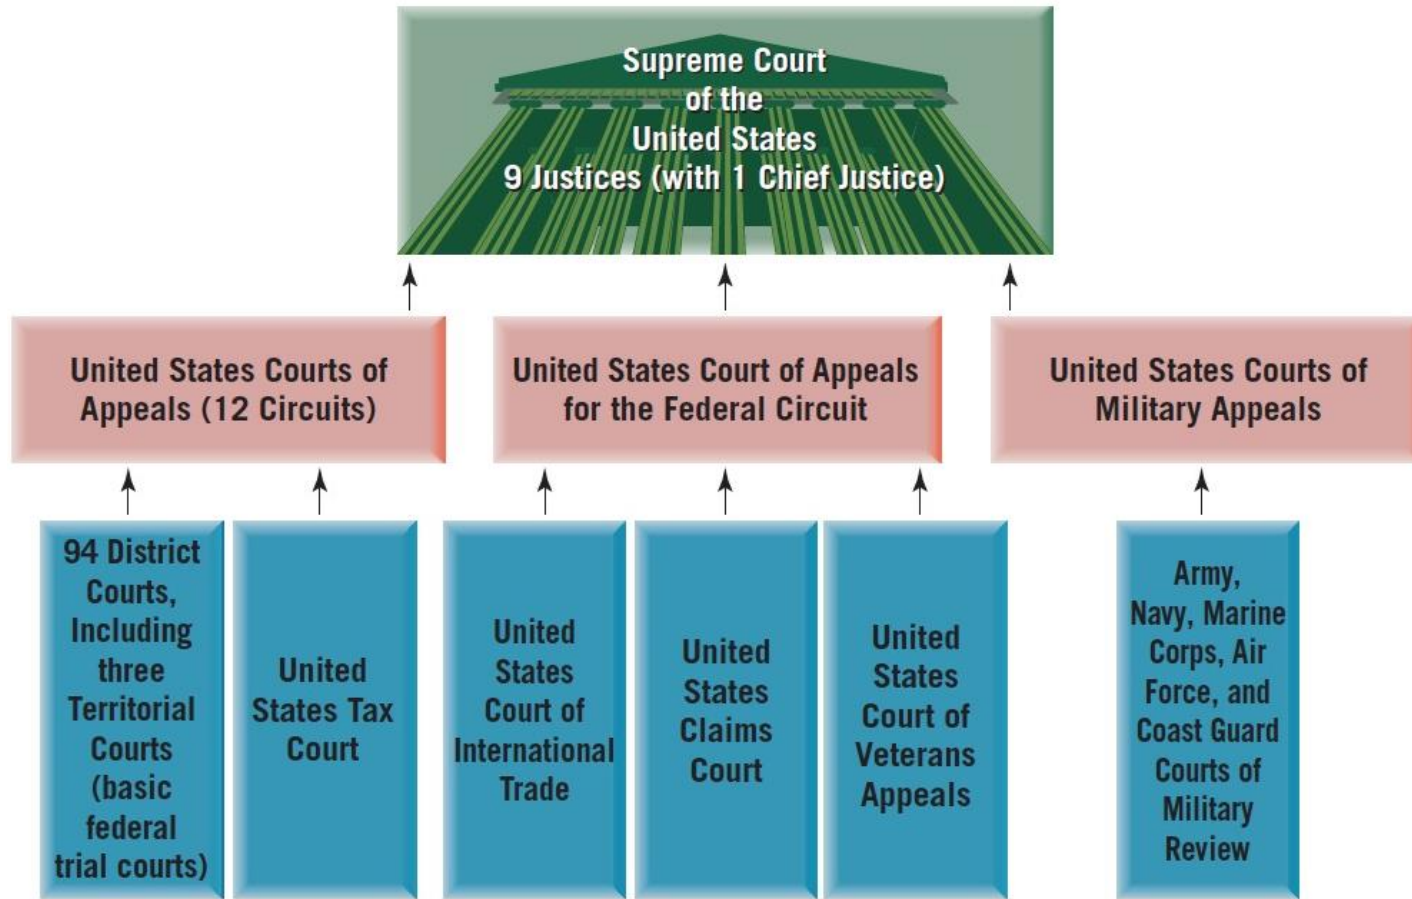 Supreme Court
of the
United States
9 Justices (with 1 Chief Justice)
United States Courts of
Appeals (12 Circuits)
United States Court of Appeals
for the Federal Circuit
United States Courts of
Military Appeals
94 District
Courts,
Including
three
Territorial
Courts
(basic
federal
trial courts)
United
States Tax
Court
United
States
Court of
International
Trade
United
States
Claims
Court
United
States
Court of
Veterans
Appeals
Army,
Navy, Marine
Corps, Air
Force, and
Coast Guard
Courts of
Military
Review